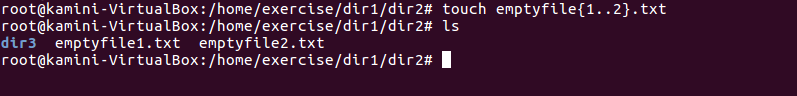 root@kamini-VirtualBox:/home/exercise/dir1/dir2# touch emptyfile{1..2}.txt
root@kamini-VirtualBox:/home/exercise/dir1/dir2# ls
dir3  emptyfile1.txt  emptyfile2.txt
root@kamini-VirtualBox:/home/exercise/dir1/dir2#